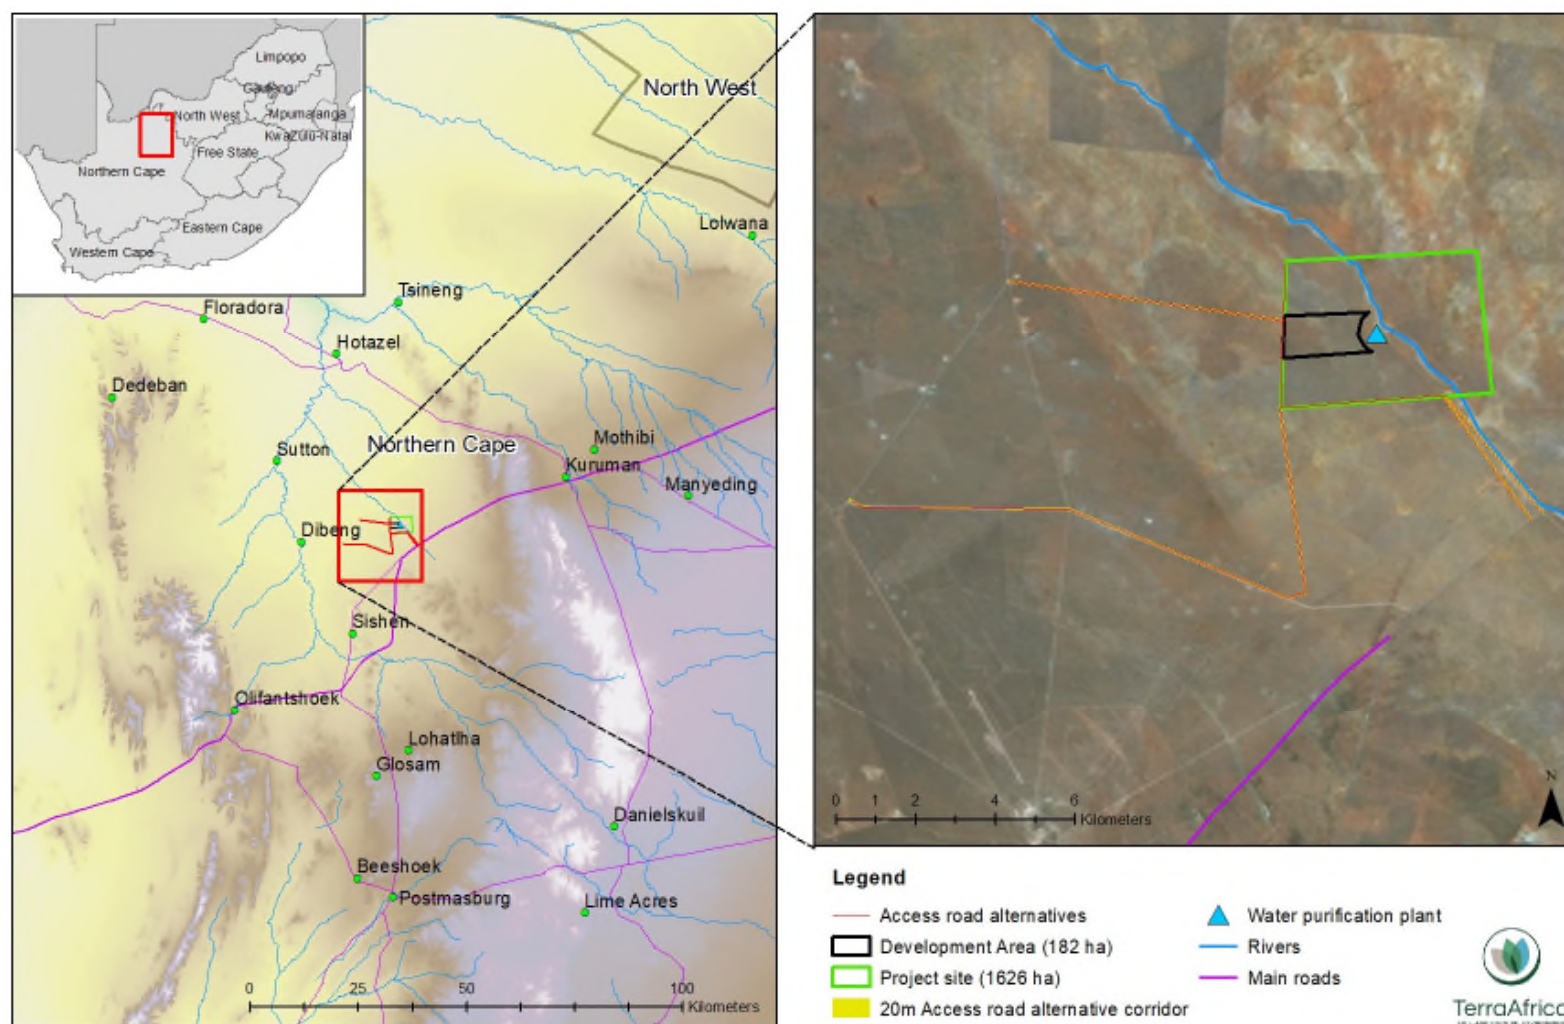 Limpopo
Gauteng
North West
Mpumalanga
KwaZulu-Natal
Free State
Northern Cape
Eastern Cape
Western Cape
North West
Lolwana
Tsineng
Floradora
Hotazel
Dedeban
Northern Cape
Mothibi
Sutton
Kuruman
Manyeding
Dibeng
Sishen
Olifantshoek
Lohatlha
Glosam
Danielskuil
Beeshoek
Postmasburg
Lime Acres
0 25 50 100
Kilometers
N
0 1 2 4 6
Kilometers
Legend
Access road alternatives
Development Area (182 ha)
Project site (1626 ha)
20m Access road alternative corridor
Water purification plant
Rivers
Main roads
TerraAfrica